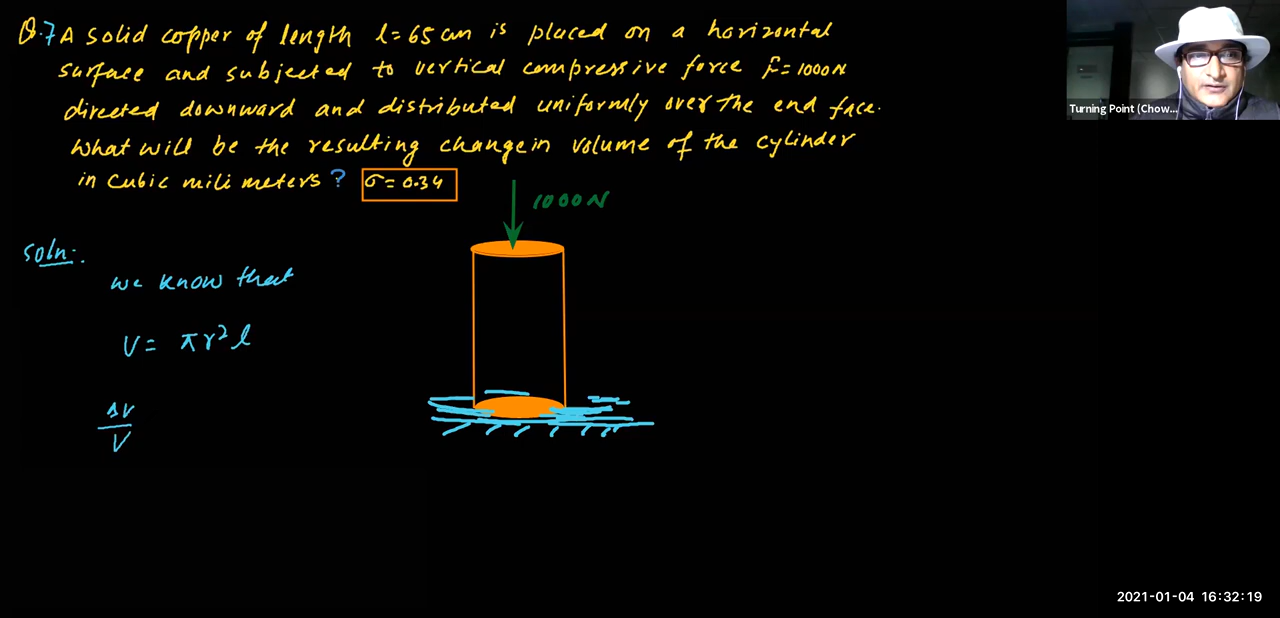 Q.7 A solid copper of length l = 65 cm is placed on a horizontal
surface and subjected to vertical compressive force F = 1000 N
directed downward and distributed uniformly over the end face.
What will be the resulting change in volume of the cylinder
in cubic mili meters ? σ = 0.34
1000 N
Soln:.
we know that
V = πr²l
ΔV
V
Turning Point (Chow...
2021-01-04 16:32:19